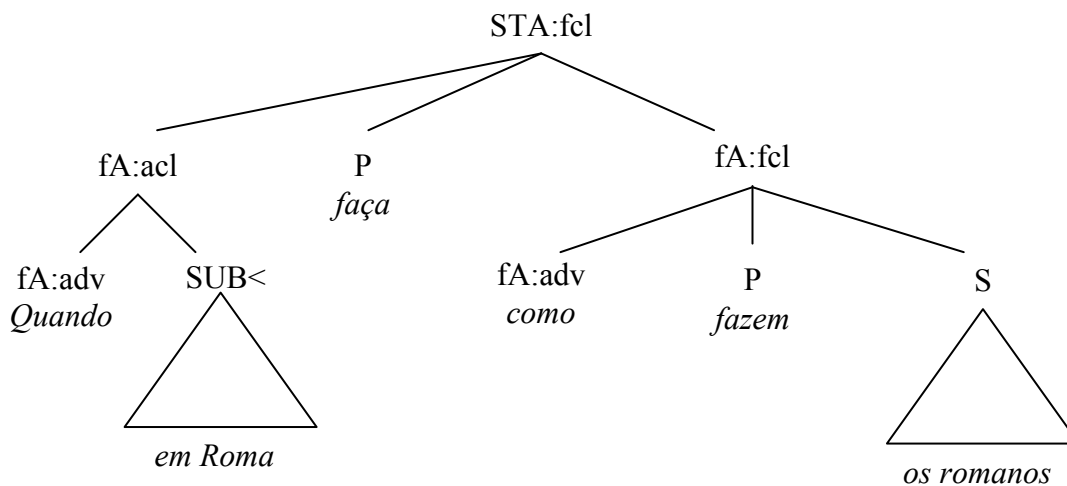 STA:fcl
fA:acl P fA:fcl
faça
fA:adv SUB< fA:adv P S
Quando como fazem
em Roma os romanos